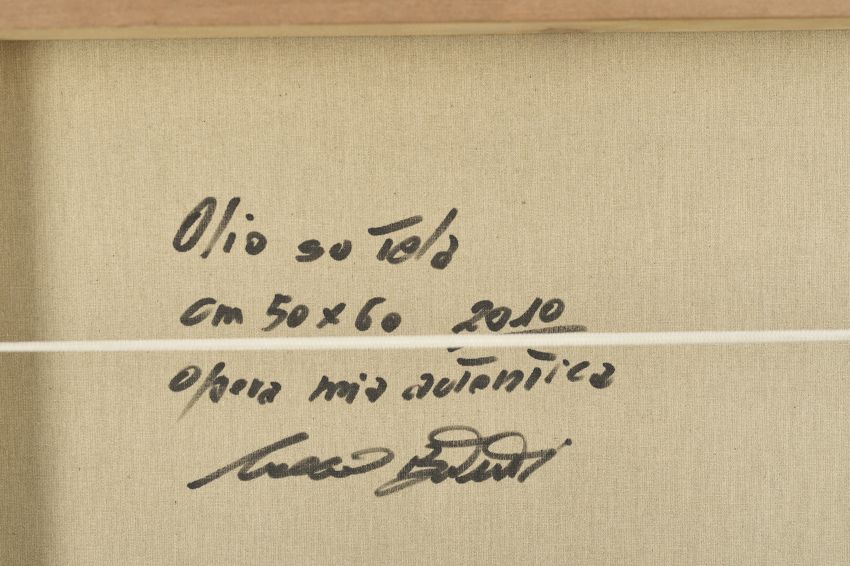 Olio su tela
cm 50x60 2010
opera mia autentica